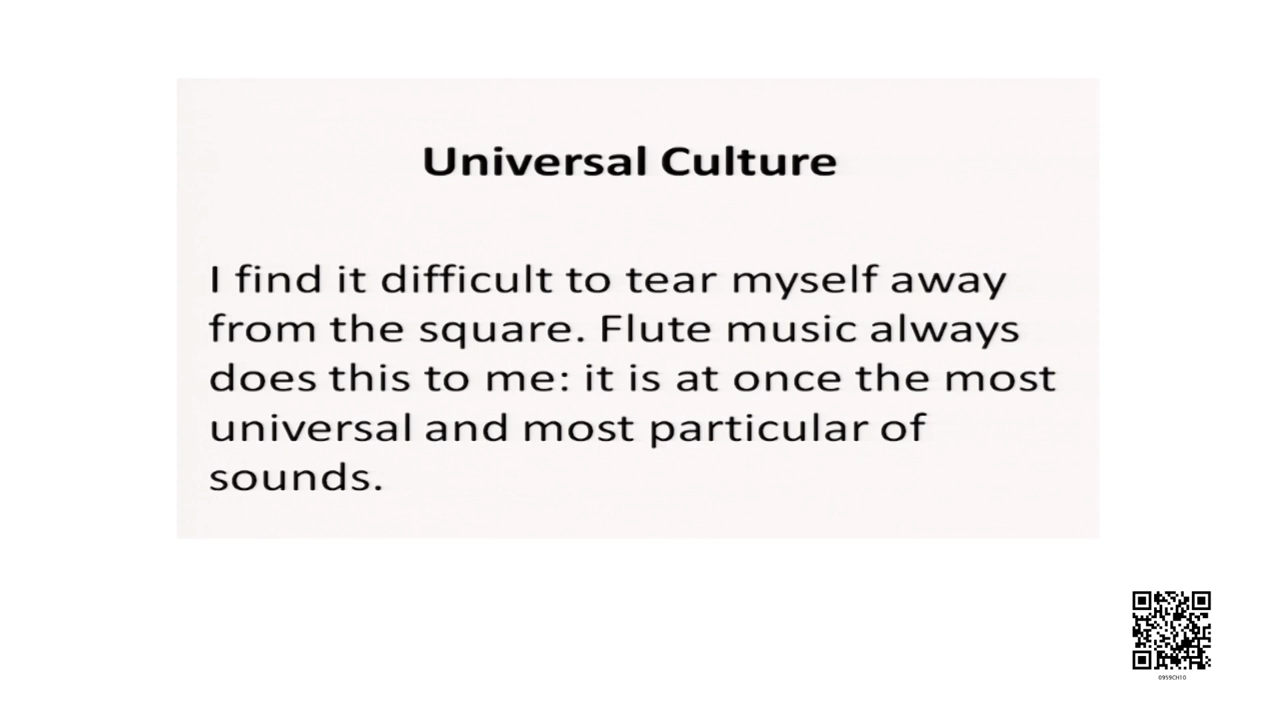 Universal Culture
I find it difficult to tear myself away
from the square. Flute music always
does this to me: it is at once the most
universal and most particular of
sounds.
0959CH10